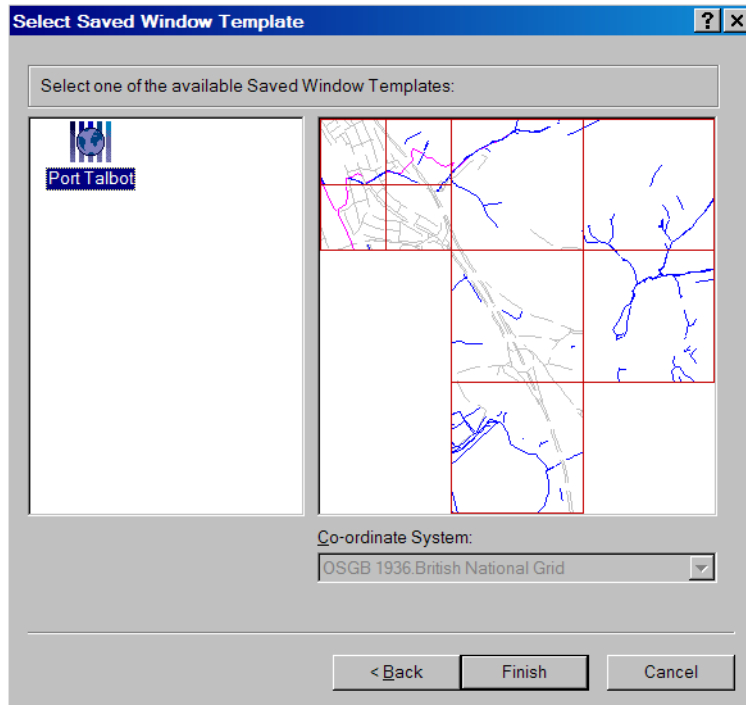 Select Saved Window Template
Select one of the available Saved Window Templates:
Port Talbot
Co-ordinate System:
OSGB 1936.British National Grid
< Back
Finish
Cancel